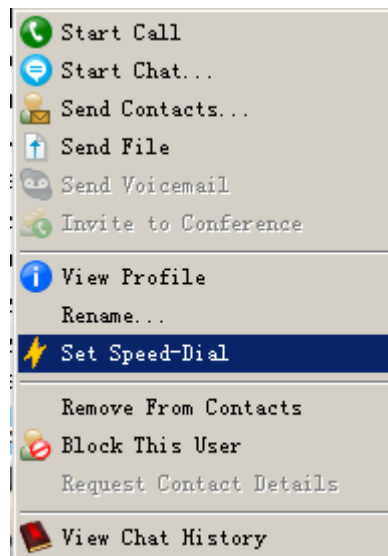 Start Call
Start Chat...
Send Contacts...
Send File
Send Voicemail
Invite to Conference
View Profile
Rename...
Set Speed-Dial
Remove From Contacts
Block This User
Request Contact Details
View Chat History